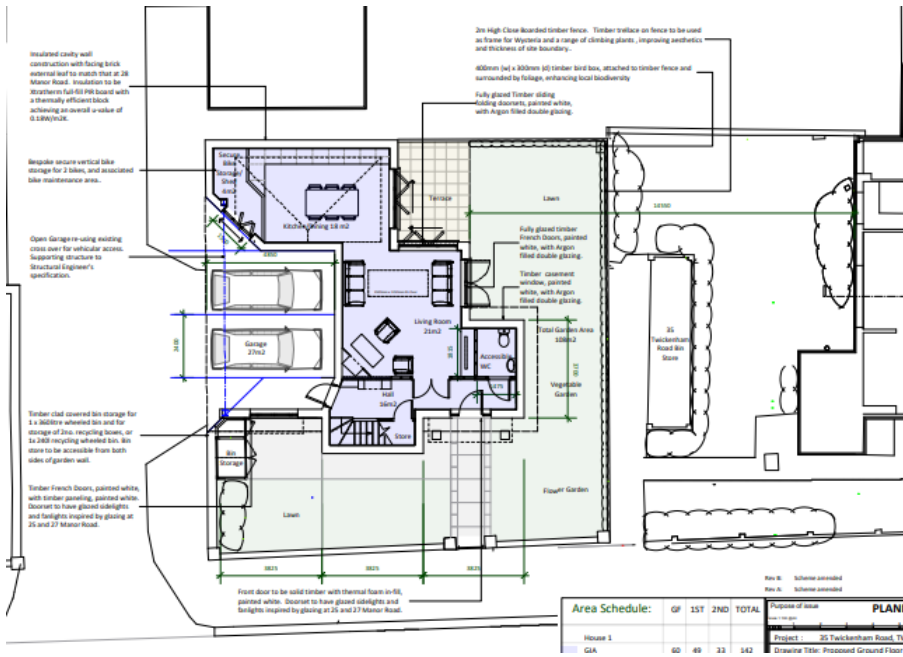 Insulated cavity wall
construction with facing brick
external leaf to match that at 28
Manor Road. Insulation to be
Xtratherm full-fill PIR board with
a thermally efficient block
achieving an overall u-value of
0.18W/m2K.
Bespoke secure vertical bike
storage for 2 bikes, and associated
bike maintenance area..
Open Garage re-using existing
cross over for vehicular access.
Supporting structure to
Structural Engineer's
specification.
Timber clad covered bin storage for
1 x 360litre wheeled bin and for
storage of 2no. recycling boxes, or
1x 240l recycling wheeled bin. Bin
store to be accessible from both
sides of garden wall.
Timber French Doors, painted white,
with timber paneling, painted white.
Doorset to have glazed sidelights
and fanlights inspired by glazing at
25 and 27 Manor Road.
2m High Close Boarded timber fence. Timber trellace on fence to be used
as frame for Wysteria and a range of climbing plants , improving aesthetics
and thickness of site boundary..
400mm (w) x 300mm (d) timber bird box, attached to timber fence and
surrounded by foliage, enhancing local biodiversity
Fully glazed Timber sliding
folding doorsets, painted white,
with Argon filled double glazing.
Secure
Bike
Storage/
Shed
4m2
Kitchen/Dining 18 m2
Terrace
Lawn
14550
Fully glazed timber
French Doors, painted
white, with Argon
filled double glazing.
Timber casement
window, painted
white, with Argon
filled double glazing.
Living Room
21m2
Garage
27m2
2400
Accessible
WC
Total Garden Area
108m2
Vegetable
Garden
Hall
16m2
Store
35
Twickenham
Road Bin
Store
Bin
Storage
Lawn
Flower Garden
3825
3825
3825
Front door to be solid timber with thermal foam in-fill,
painted white. Doorset to have glazed sidelights and
fanlights inspired by glazing at 25 and 27 Manor Road.
Rev B: Scheme amended
Rev A: Scheme amended
Area Schedule: GF 1ST 2ND TOTAL
House 1
GIA 60 49 33 142
Purpose of issue
PLAN
Project : 35 Twickenham Road, TW
Drawing Title: Proposed Ground Floor